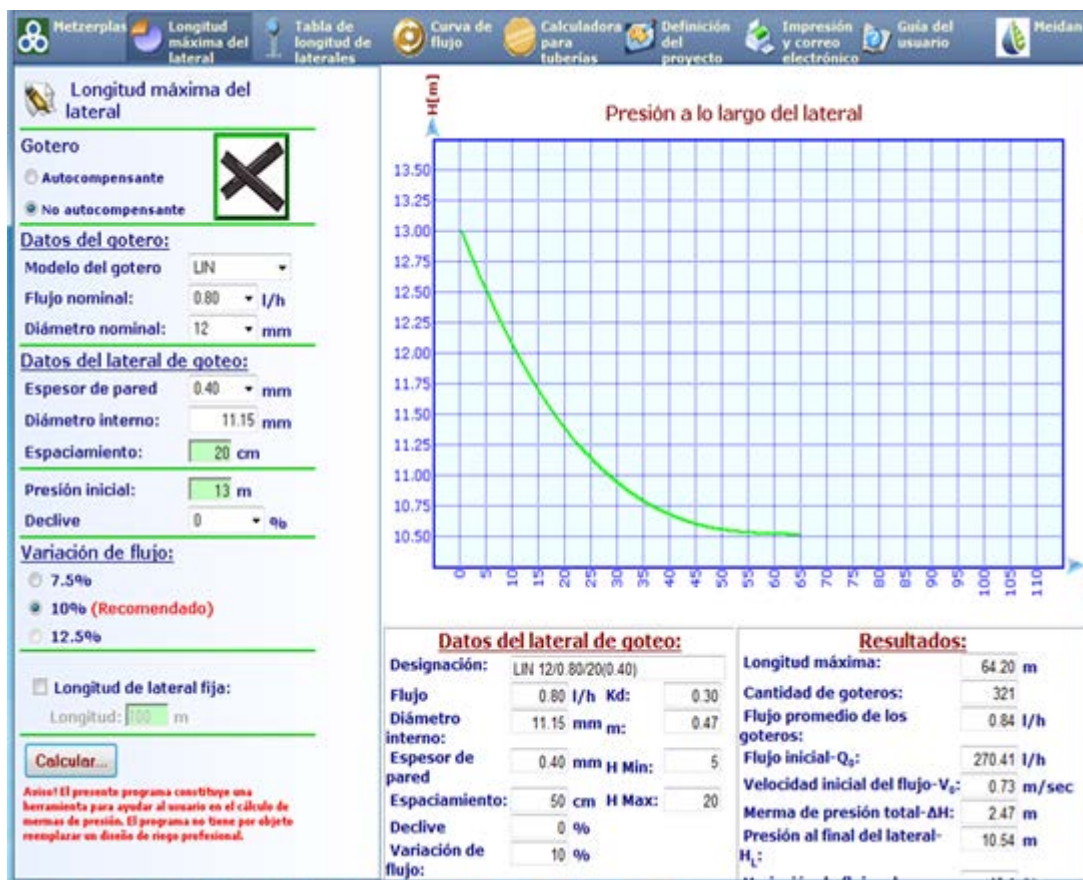 Metzerplas
Longitud máxima del lateral
Tabla de longitud de laterales
Curva de flujo
Calculadora para tuberías
Definición del proyecto
Impresión y correo electrónico
Guía del usuario
Meidan
Longitud máxima del lateral
Gotero
Autocompensante
No autocompensante
Datos del gotero:
Modelo del gotero LIN
Flujo nominal: 0.80 l/h
Diámetro nominal: 12 mm
Datos del lateral de goteo:
Espesor de pared 0.40 mm
Diámetro interno: 11.15 mm
Espaciamiento: 20 cm
Presión inicial: 13 m
Declive 0 %
Variación de flujo:
7.5%
10% (Recomendado)
12.5%
Longitud de lateral fija:
Longitud: 100 m
Calcular...
Aviso! El presente programa constituye una
herramienta para ayudar al usuario en el cálculo de
mermas de presión. El programa no tiene por objeto
reemplazar un diseño de riego profesional.
H[m]
Presión a lo largo del lateral
13.50
13.25
13.00
12.75
12.50
12.25
12.00
11.75
11.50
11.25
11.00
10.75
10.50
0 5 10 15 20 25 30 35 40 45 50 55 60 65 70 75 80 85 90 95 100 105 110
Datos del lateral de goteo:
Designación: LIN 12/0.80/20(0.40)
Flujo 0.80 l/h Kd: 0.30
Diámetro interno: 11.15 mm m: 0.47
Espesor de pared 0.40 mm H Min: 5
Espaciamiento: 50 cm H Max: 20
Declive 0 %
Variación de flujo: 10 %
Resultados:
Longitud máxima: 64.20 m
Cantidad de goteros: 321
Flujo promedio de los goteros: 0.84 l/h
Flujo inicial-Q₀: 270.41 l/h
Velocidad inicial del flujo-V₀: 0.73 m/sec
Merma de presión total-ΔH: 2.47 m
Presión al final del lateral-H_L: 10.54 m